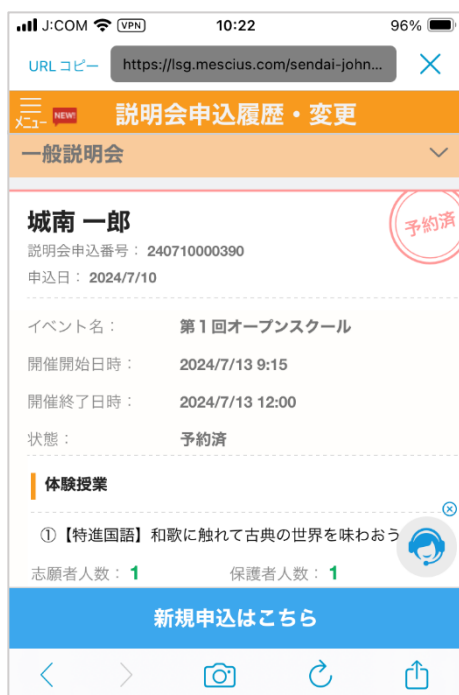 J:COM VPN 10:22 96%
URL コピー https://lsg.mescius.com/sendai-john...
メニュー NEW! 説明会申込履歴・変更
一般説明会
城南 一郎 予約済
説明会申込番号： 240710000390
申込日： 2024/7/10
イベント名： 第１回オープンスクール
開催開始日時： 2024/7/13 9:15
開催終了日時： 2024/7/13 12:00
状態： 予約済
体験授業
①【特進国語】和歌に触れて古典の世界を味わおう
志願者人数： 1 保護者人数： 1
新規申込はこちら